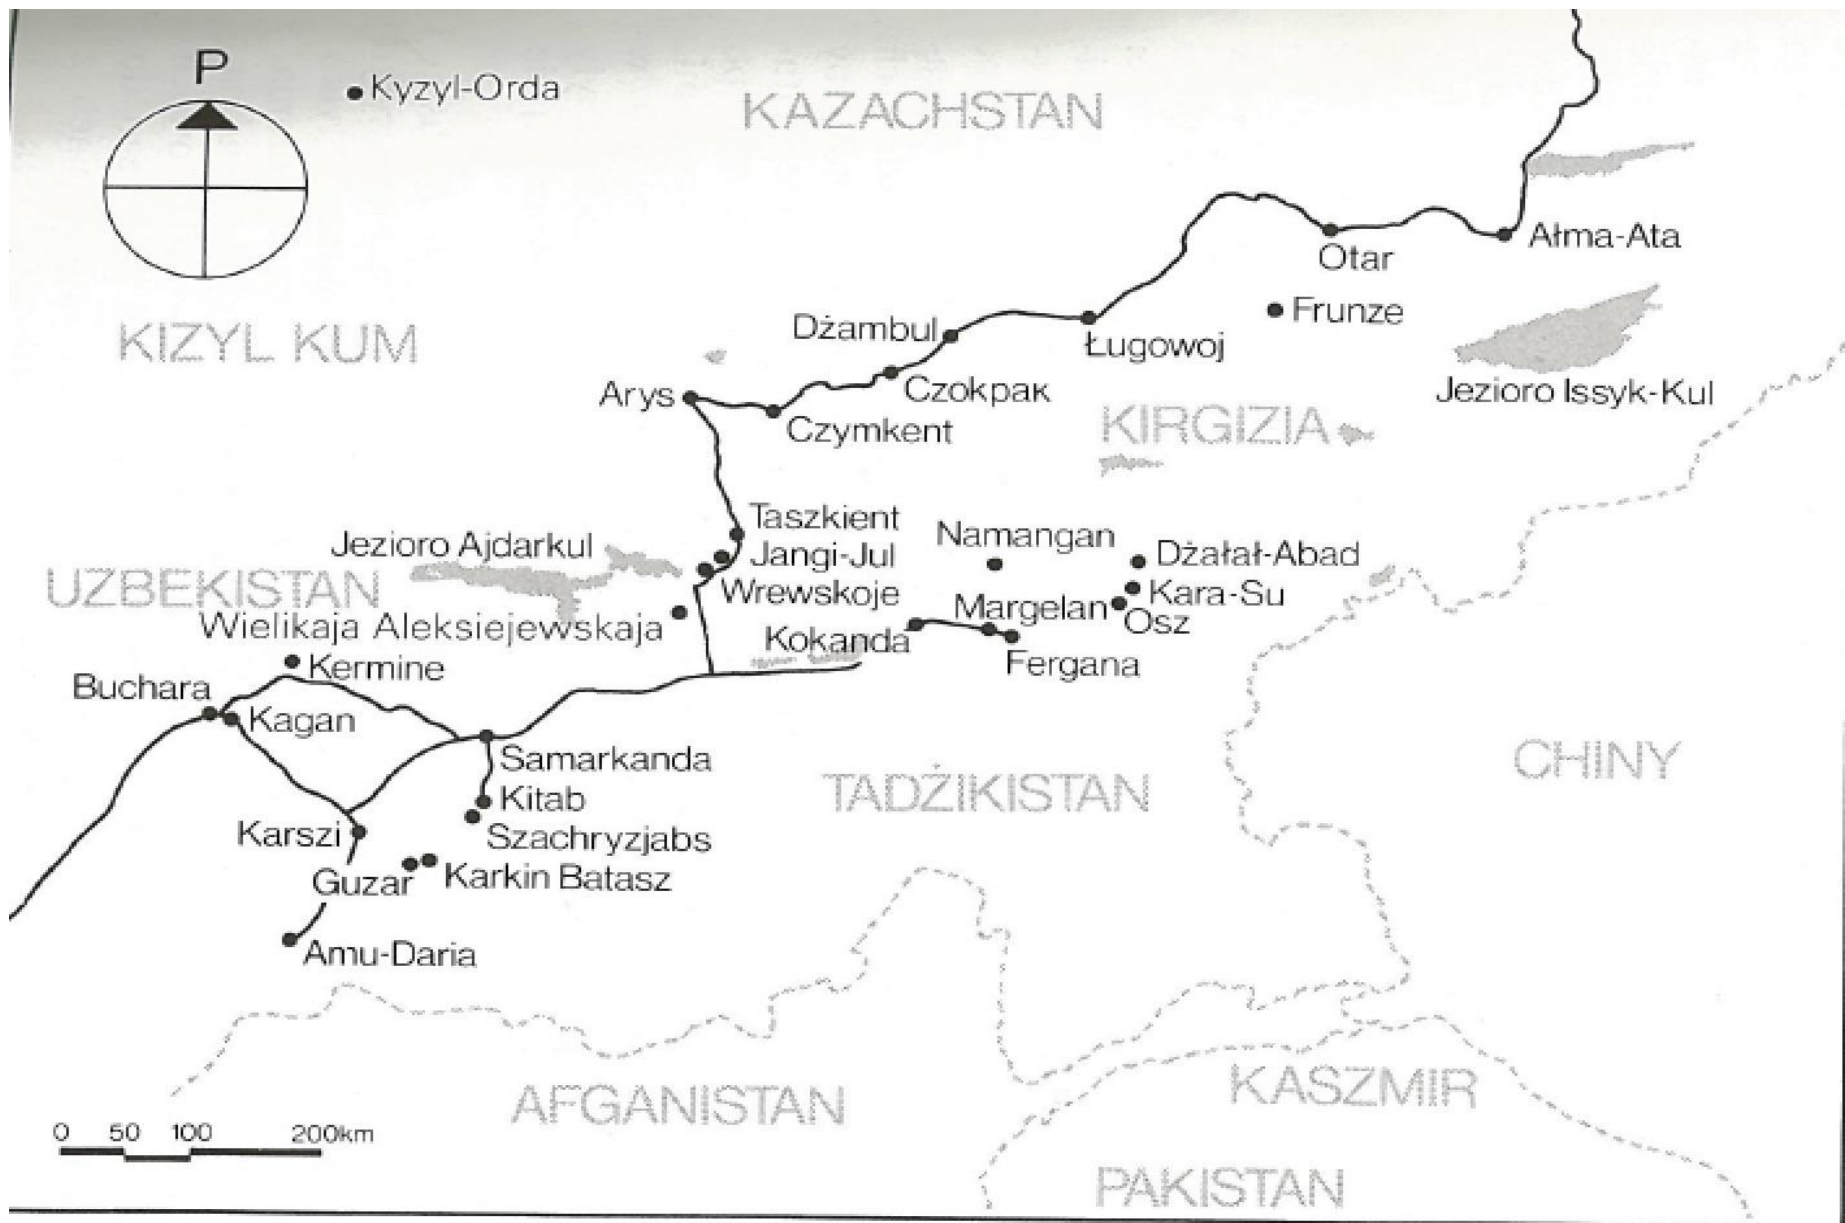 P
Kyzyl-Orda
KAZACHSTAN
Ałma-Ata
Otar
Frunze
KIZYL KUM
Dżambul
Ługowoj
Arys
Czokpak
Jezioro Issyk-Kul
Czymkent
KIRGIZIA
Taszkient
Namangan
Jezioro Ajdarkul
Jangi-Jul
Dżałał-Abad
UZBEKISTAN
Wrewskoje
Kara-Su
Margelan
Osz
Wielikaja Aleksiejewskaja
Kokanda
Fergana
Kermine
Buchara
Kagan
Samarkanda
CHINY
TADŻIKISTAN
Kitab
Karszi
Szachryzjabs
Guzar
Karkin Batasz
Amu-Daria
KASZMIR
AFGANISTAN
0 50 100 200km
PAKISTAN